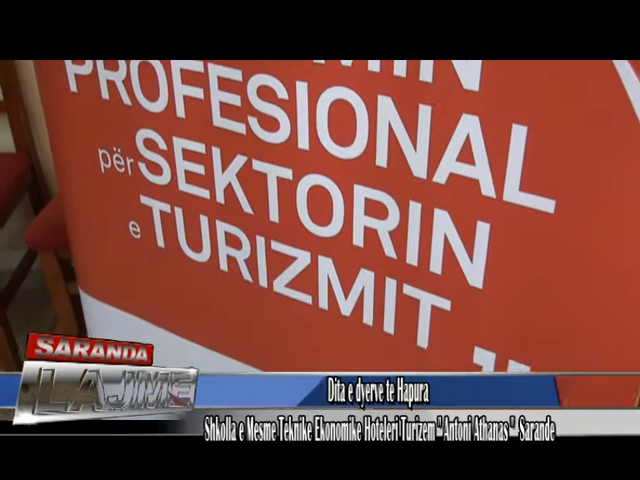 PROFESIONAL
për SEKTORIN
e TURIZMIT
SARANDA
LAJME
Dita e dyerve te Hapura
Shkolla e Mesme Teknike Ekonomike Hoteleri Turizem " Antoni Athanas " Sarande